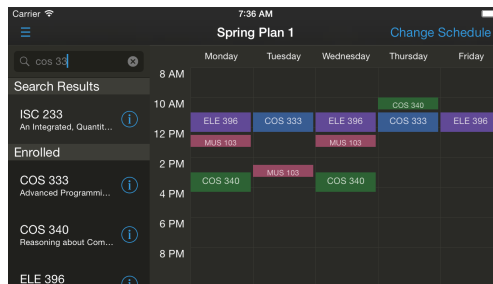 Carrier 7:36 AM
Spring Plan 1
Change Schedule
cos 33
Search Results
ISC 233
An Integrated, Quantit...
Enrolled
COS 333
Advanced Programmi...
COS 340
Reasoning about Com...
ELE 396
Monday Tuesday Wednesday Thursday Friday
8 AM
10 AM
COS 340
ELE 396 COS 333 ELE 396 COS 333 ELE 396
12 PM
MUS 103 MUS 103
2 PM
MUS 103
COS 340 COS 340
4 PM
6 PM
8 PM